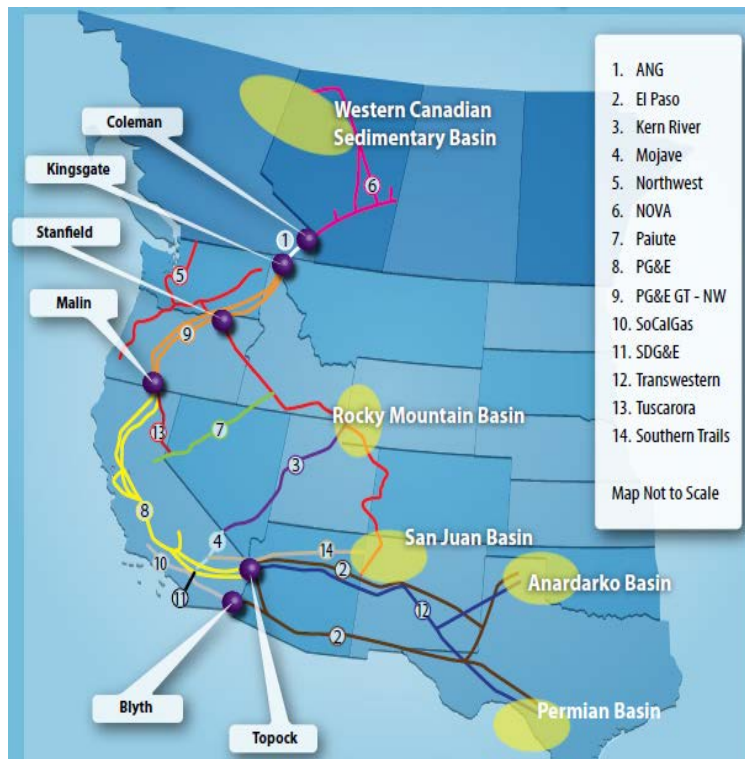 Western Canadian
Sedimentary Basin
Coleman
Kingsgate
Stanfield
Malin
6
1
5
9
Rocky Mountain Basin
13
7
3
8
4
14
San Juan Basin
10
2
Anardarko Basin
11
12
2
Blyth
Topock
Permian Basin
1. ANG
2. El Paso
3. Kern River
4. Mojave
5. Northwest
6. NOVA
7. Paiute
8. PG&E
9. PG&E GT - NW
10. SoCalGas
11. SDG&E
12. Transwestern
13. Tuscarora
14. Southern Trails
Map Not to Scale